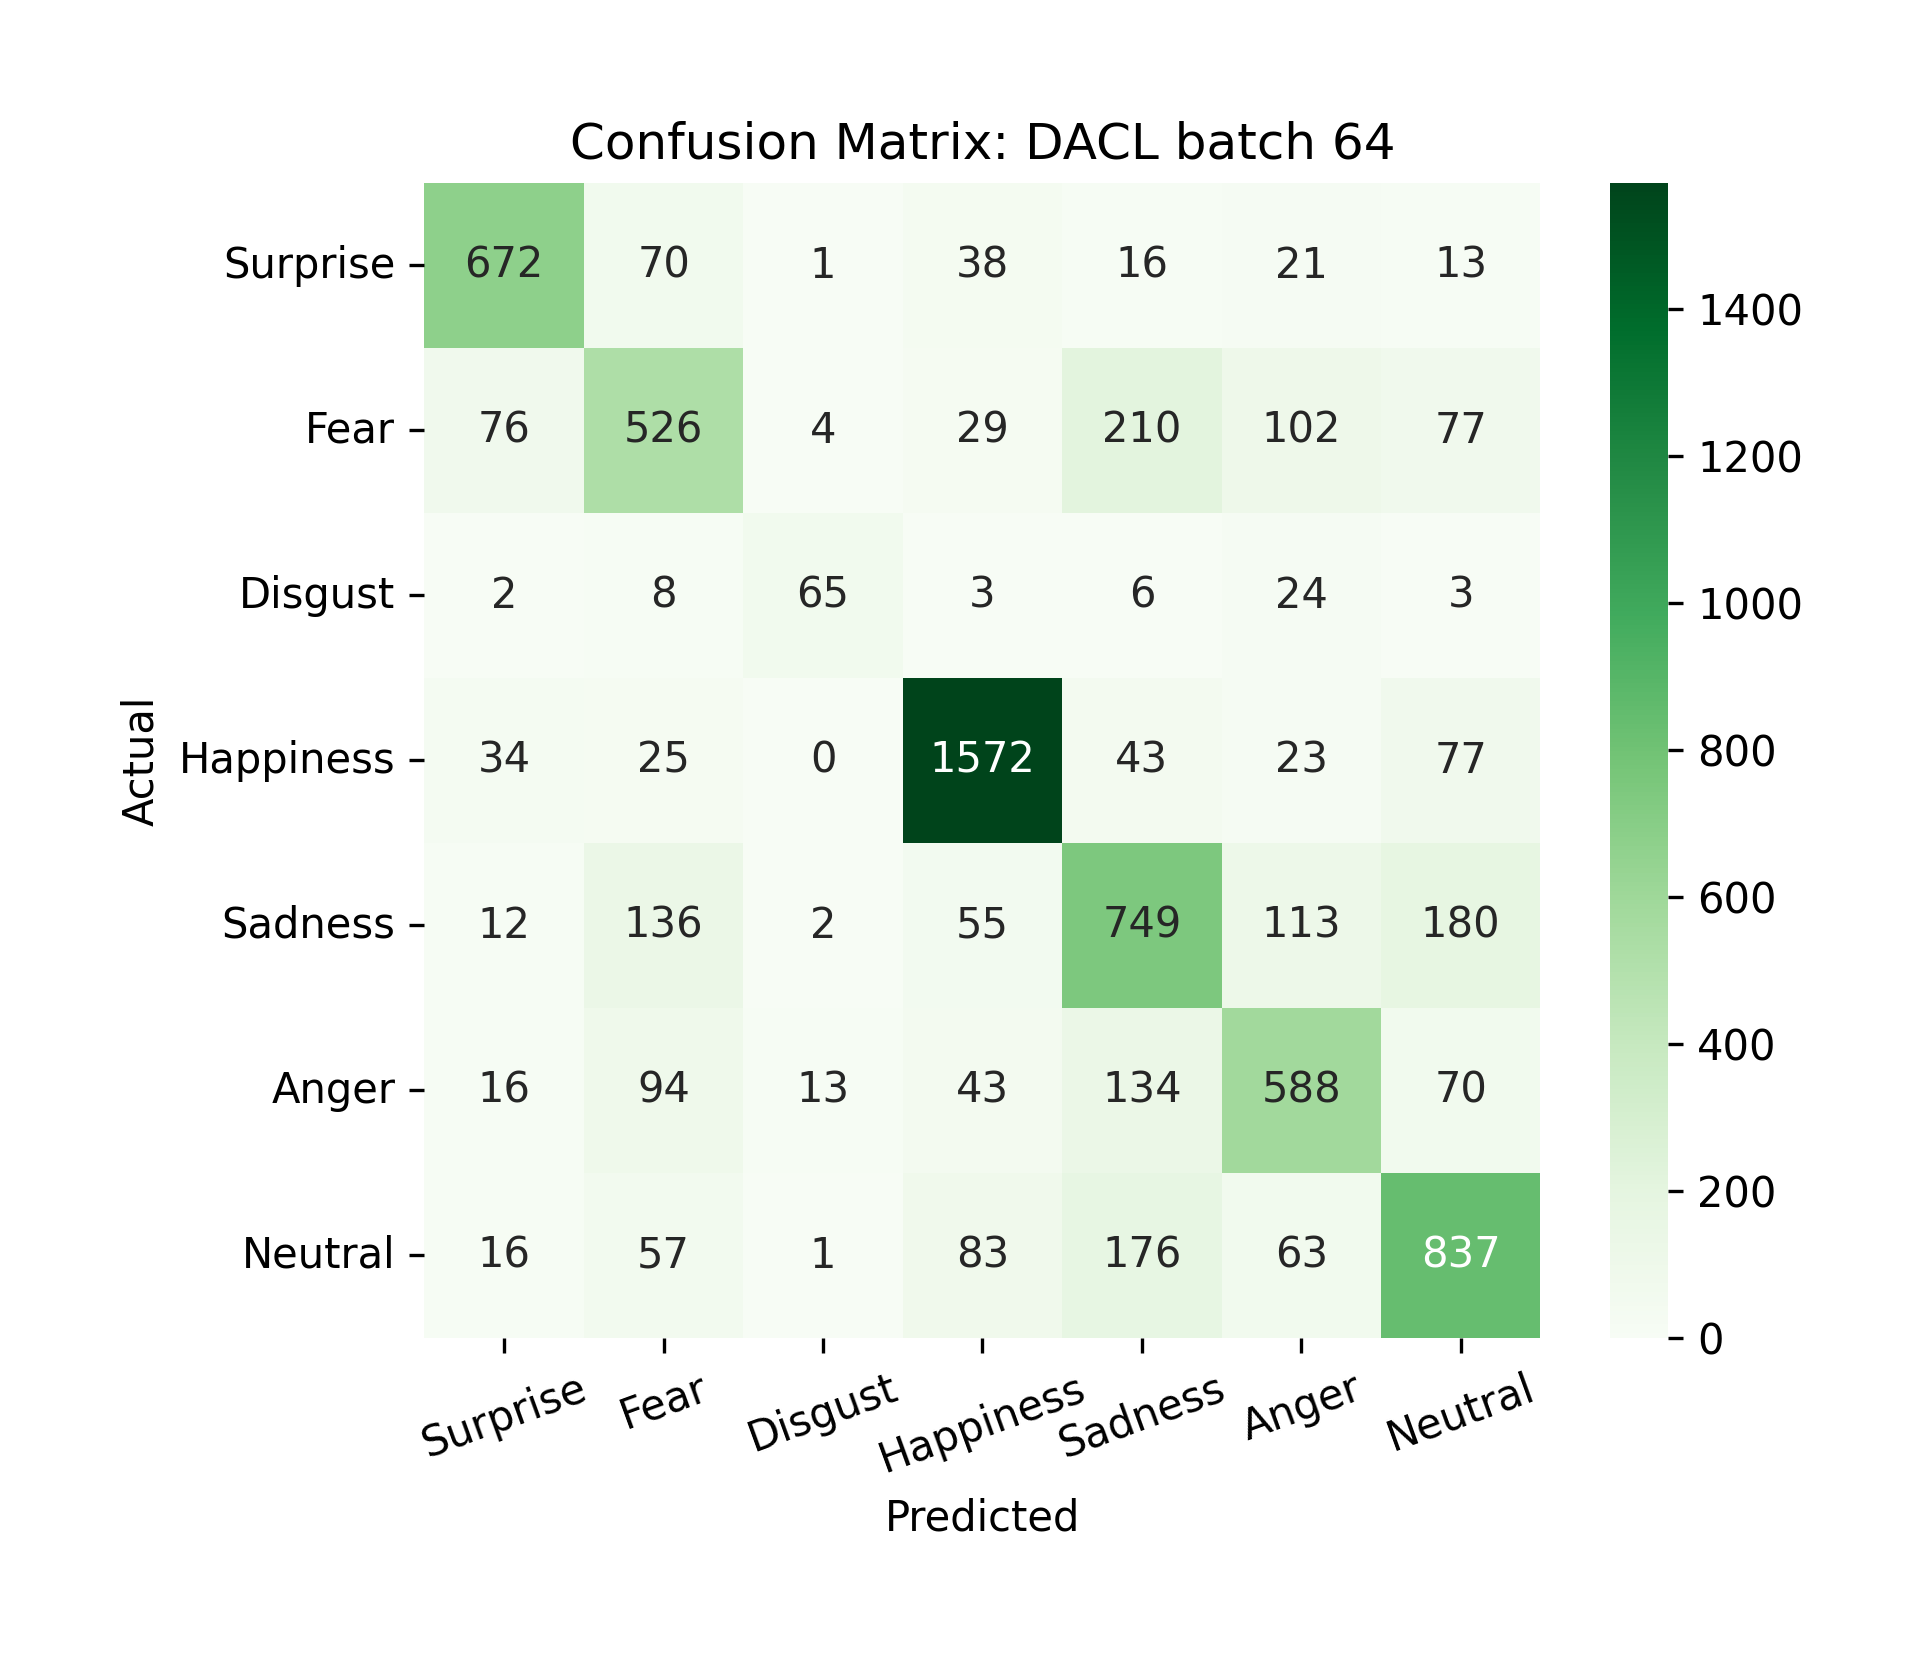 Confusion Matrix: DACL batch 64
Surprise 672 70 1 38 16 21 13
Fear 76 526 4 29 210 102 77
Disgust 2 8 65 3 6 24 3
Happiness 34 25 0 1572 43 23 77
Sadness 12 136 2 55 749 113 180
Anger 16 94 13 43 134 588 70
Neutral 16 57 1 83 176 63 837
Actual
Surprise Fear Disgust Happiness Sadness Anger Neutral
Predicted
1400
1200
1000
800
600
400
200
0